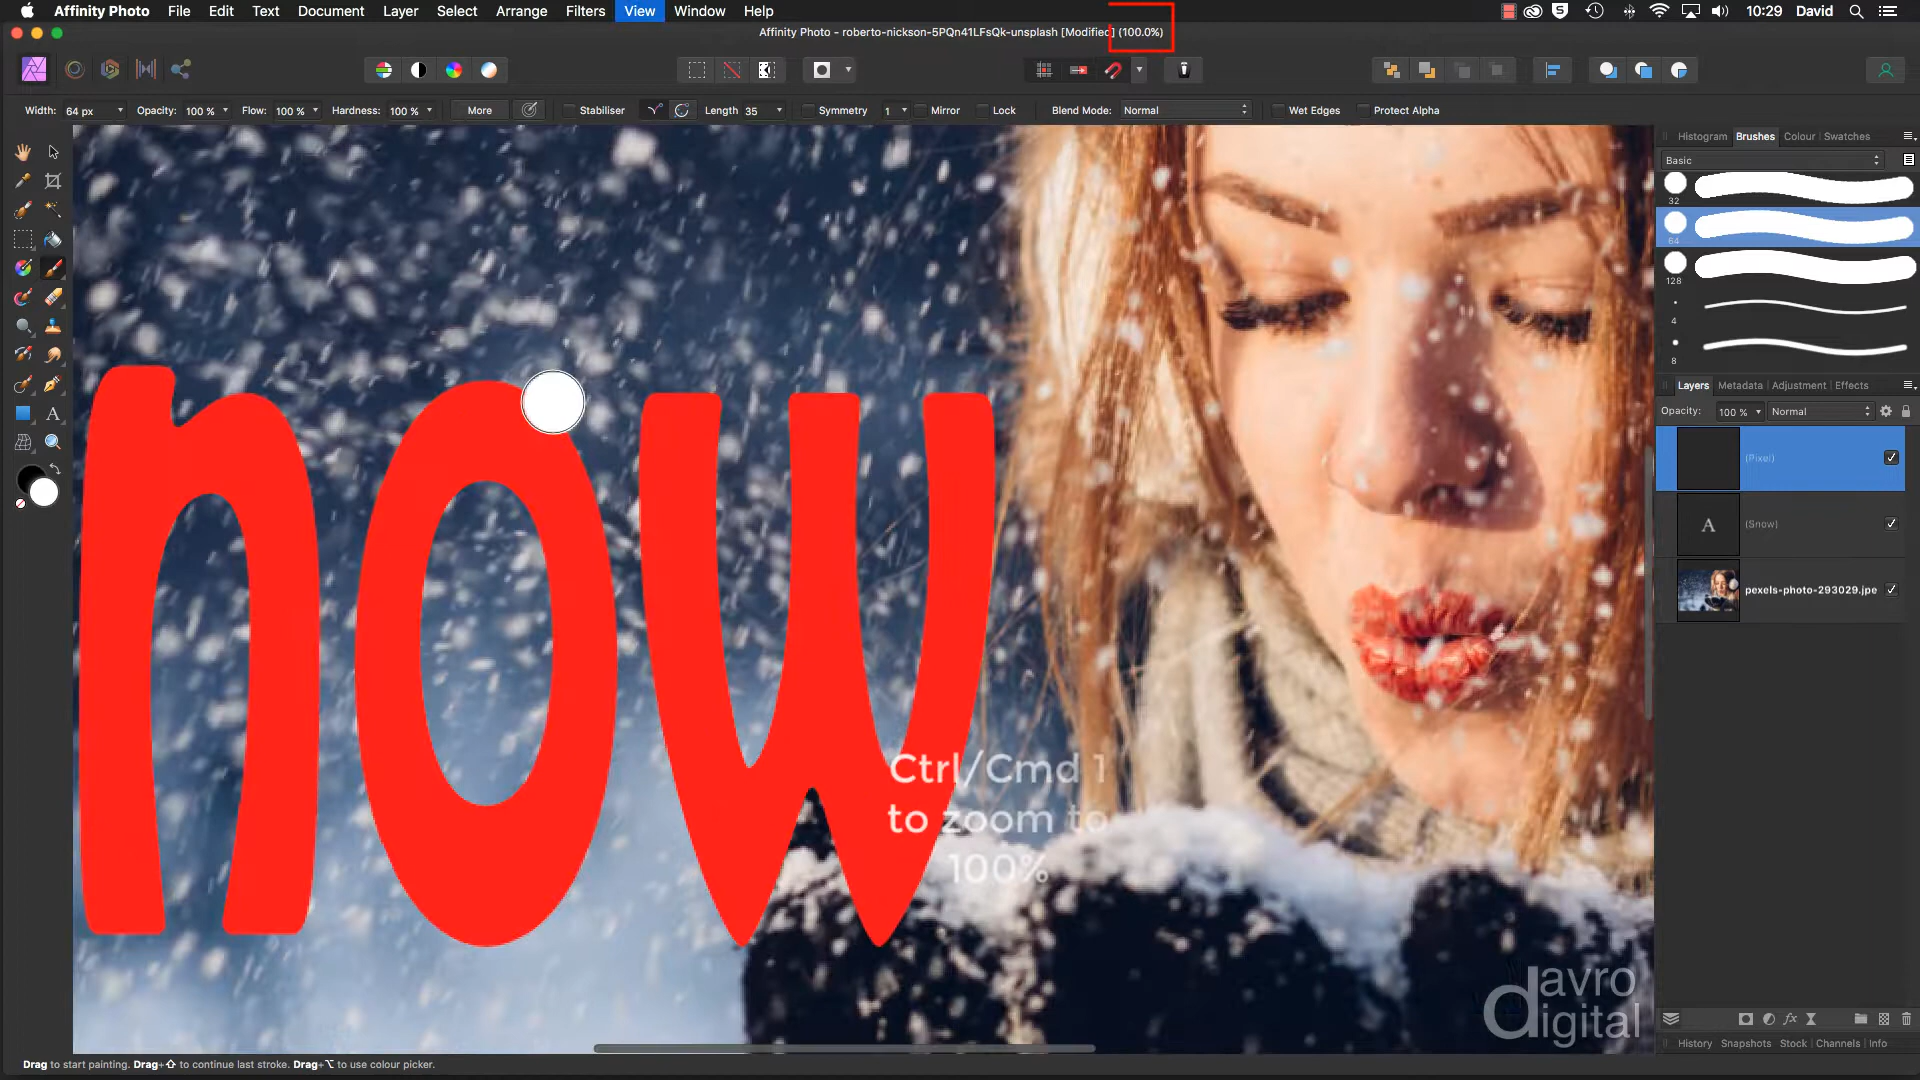 Affinity Photo File Edit Text Document Layer Select Arrange Filters View Window Help 10:29 David
Affinity Photo - roberto-nickson-5PQn41LFsQk-unsplash [Modified] (100.0%)
Width: 64 px Opacity: 100 % Flow: 100 % Hardness: 100 % More Stabiliser Length 35 Symmetry 1 Mirror Lock Blend Mode: Normal Wet Edges Protect Alpha
Histogram Brushes Colour Swatches
Basic
32
64
128
4
8
Layers Metadata Adjustment Effects
Opacity: 100 % Normal
(Pixel)
A (Snow)
pexels-photo-293029.jpe
now
Ctrl/Cmd 1
to zoom to
100%
davro
digital
History Snapshots Stock Channels Info
Drag to start painting. Drag+⇧ to continue last stroke. Drag+⌥ to use colour picker.